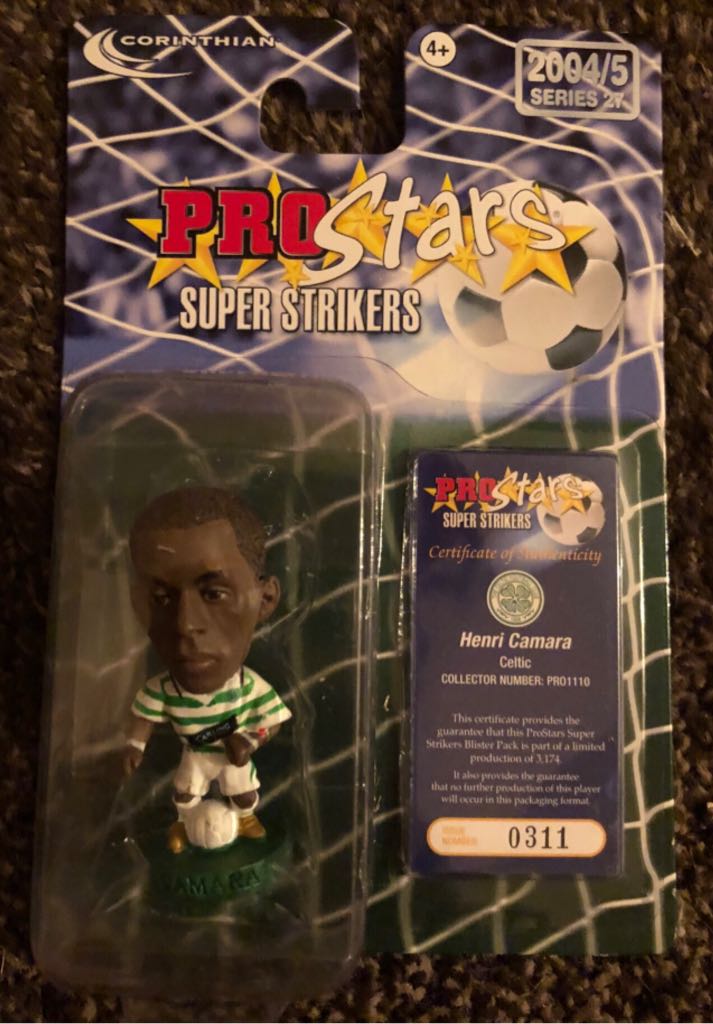 CORINTHIAN
4+
2004/5
SERIES 27
PROStars
SUPER STRIKERS
PROStars
SUPER STRIKERS
Certificate of Authenticity
Henri Camara
Celtic
COLLECTOR NUMBER: PRO1110
This certificate provides the
guarantee that this ProStars Super
Strikers Blister Pack is part of a limited
production of 3,174.
It also provides the guarantee
that no further production of this player
will occur in this packaging format.
ISSUE
NUMBER
0311
CARLING
CAMARA